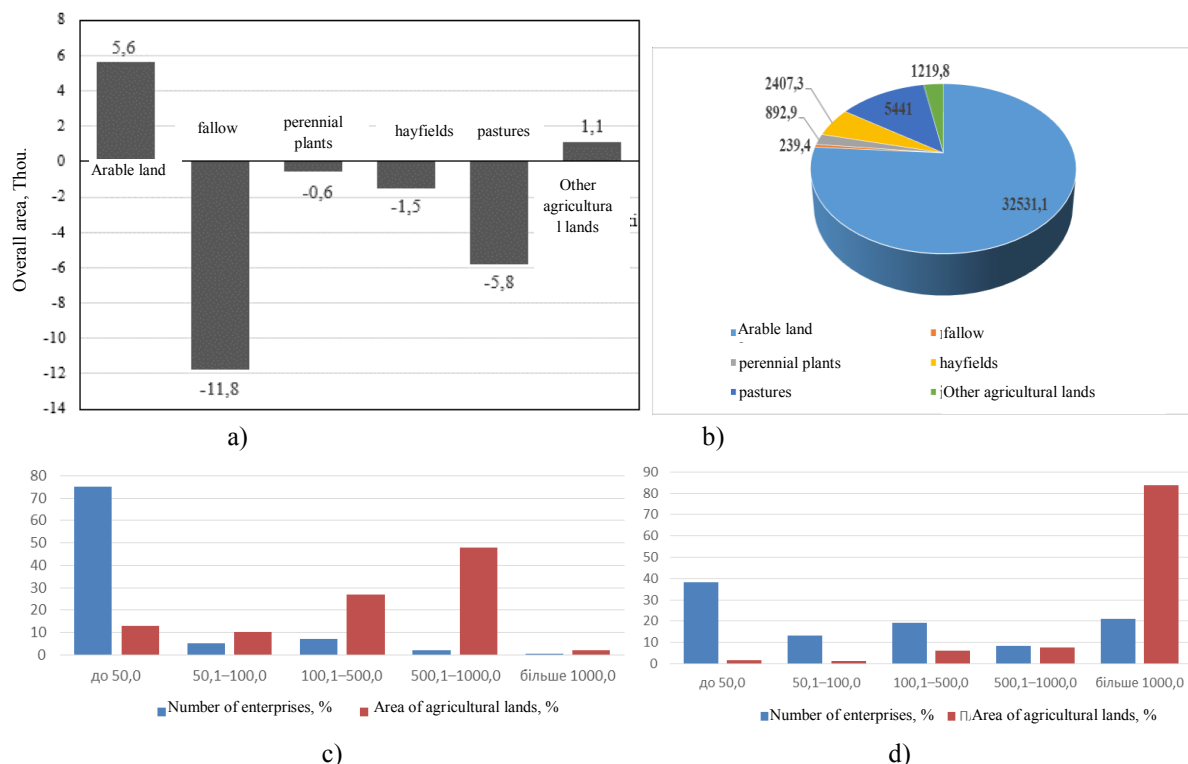 8
6
4
2
0
-2
-4
-6
-8
-10
-12
-14
Overall area, Thou.
5,6
Arable land
fallow
-11,8
perennial
plants
-0,6
hayfields
-1,5
pastures
-5,8
1,1
Other
agricultura
l lands
a)
1219,8
2407,3
5441
892,9
239,4
32531,1
Arable land
fallow
perennial plants
hayfields
pastures
Other agricultural lands
b)
80
70
60
50
40
30
20
10
0
до 50,0 50,1–100,0 100,1–500,0 500,1–1000,0 більше 1000,0
Number of enterprises, % Area of agricultural lands, %
c)
90
80
70
60
50
40
30
20
10
0
до 50,0 50,1–100,0 100,1–500,0 500,1–1000,0 більше 1000,0
Number of enterprises, % Area of agricultural lands, %
d)